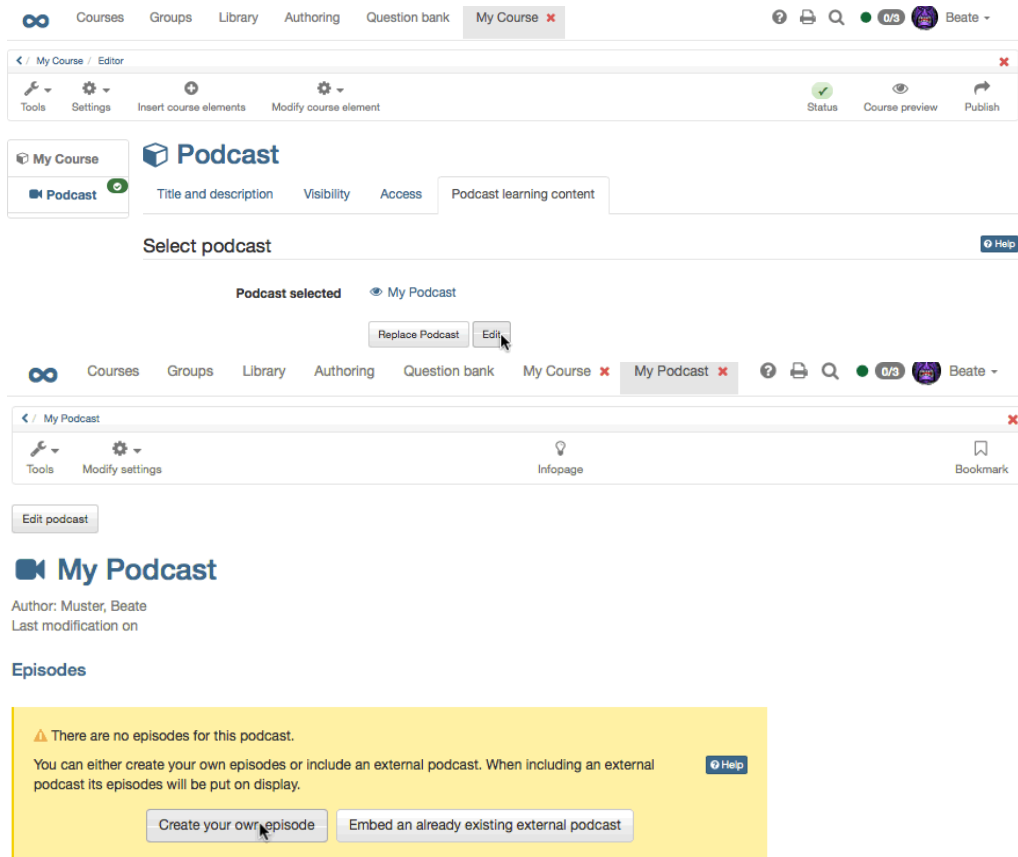 Courses Groups Library Authoring Question bank My Course 0/3 Beate
/ My Course / Editor
Tools Settings Insert course elements Modify course element Status Course preview Publish
My Course
Podcast
Podcast
Title and description Visibility Access Podcast learning content
Select podcast
Help
Podcast selected My Podcast
Replace Podcast Edit
Courses Groups Library Authoring Question bank My Course My Podcast 0/3 Beate
/ My Podcast
Tools Modify settings Infopage Bookmark
Edit podcast
My Podcast
Author: Muster, Beate
Last modification on
Episodes
There are no episodes for this podcast.
You can either create your own episodes or include an external podcast. When including an external
podcast its episodes will be put on display.
Help
Create your own episode Embed an already existing external podcast